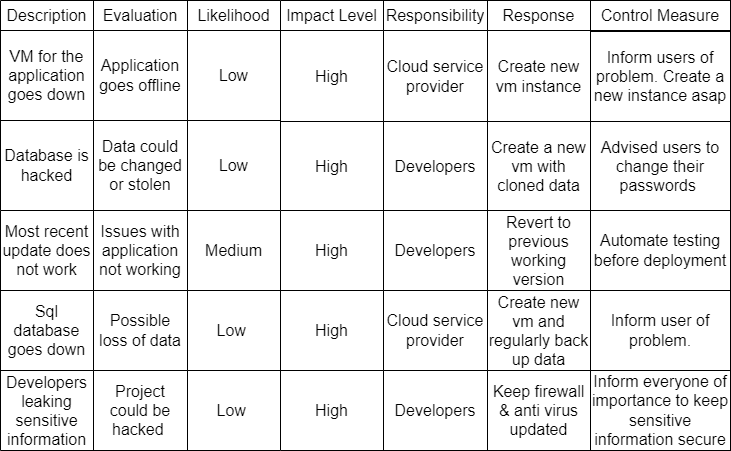 Description Evaluation Likelihood Impact Level Responsibility Response Control Measure
VM for the
application
goes down
Application
goes offline
Low
High
Cloud service
provider
Create new
vm instance
Inform users of
problem. Create a
new instance asap
Database is
hacked
Data could
be changed
or stolen
Low
High
Developers
Create a new
vm with
cloned data
Advised users to
change their
passwords
Most recent
update does
not work
Issues with
application
not working
Medium
High
Developers
Revert to
previous
working
version
Automate testing
before deployment
Sql
database
goes down
Possible
loss of data
Low
High
Cloud service
provider
Create new
vm and
regularly back
up data
Inform user of
problem.
Developers
leaking
sensitive
information
Project
could be
hacked
Low
High
Developers
Keep firewall
& anti virus
updated
Inform everyone of
importance to keep
sensitive
information secure